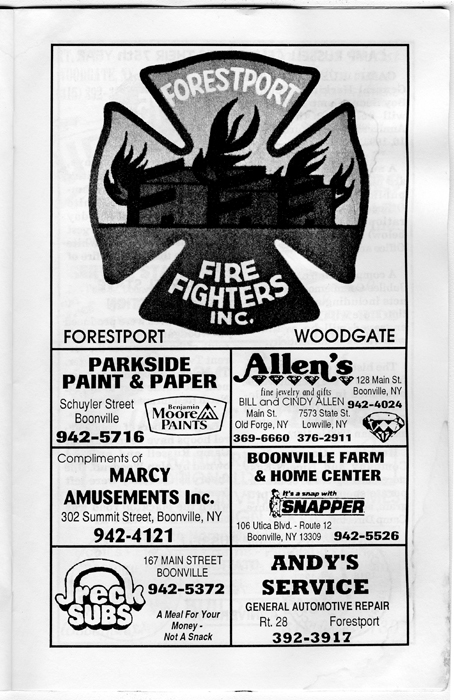 FORESTPORT
FIRE
FIGHTERS
INC.
FORESTPORT WOODGATE
PARKSIDE
PAINT & PAPER
Schuyler Street
Boonville
942-5716
Benjamin
Moore
PAINTS
Allen's
fine jewelry and gifts
128 Main St.
Boonville, NY
BILL and CINDY ALLEN 942-4024
Main St. 7573 State St.
Old Forge, NY Lowville, NY
369-6660 376-2911
Compliments of
MARCY
AMUSEMENTS Inc.
302 Summit Street, Boonville, NY
942-4121
BOONVILLE FARM
& HOME CENTER
It's a snap with
SNAPPER
106 Utica Blvd. - Route 12
Boonville, NY 13309 942-5526
Jreck
SUBS
167 MAIN STREET
BOONVILLE
942-5372
A Meal For Your
Money -
Not A Snack
ANDY'S
SERVICE
GENERAL AUTOMOTIVE REPAIR
Rt. 28 Forestport
392-3917